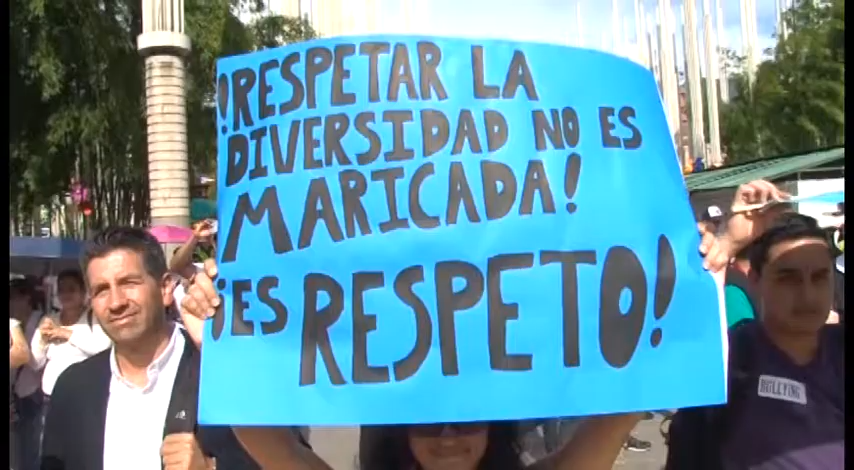 !RESPETAR LA
DIVERSIDAD NO ES
MARICADA!
¡ES RESPETO!
BULLYING